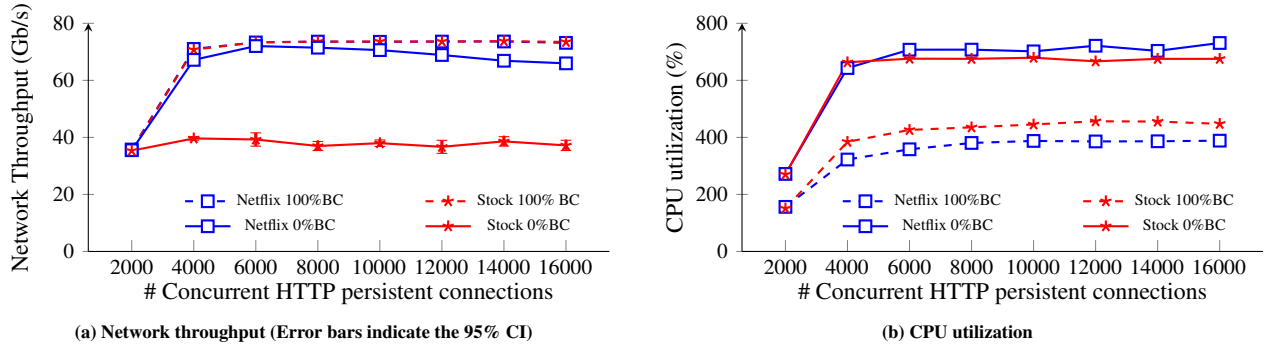 Network Throughput (Gb/s)
80
60
40
20
0
2000 4000 6000 8000 10000 12000 14000 16000
Netflix 100%BC
Stock 100% BC
Netflix 0%BC
Stock 0%BC
# Concurrent HTTP persistent connections
(a) Network throughput (Error bars indicate the 95% CI)
CPU utilization (%)
800
600
400
200
0
2000 4000 6000 8000 10000 12000 14000 16000
Netflix 100%BC
Stock 100% BC
Netflix 0%BC
Stock 0%BC
# Concurrent HTTP persistent connections
(b) CPU utilization